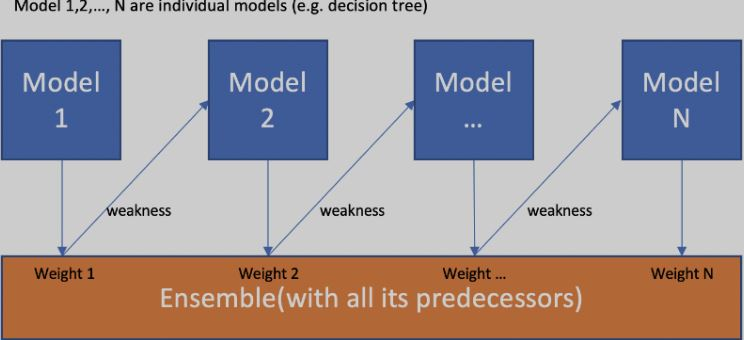 Model 1,2,..., N are individual models (e.g. decision tree)
Model
1
Model
2
Model
...
Model
N
weakness
weakness
weakness
Weight 1
Weight 2
Weight ...
Weight N
Ensemble(with all its predecessors)